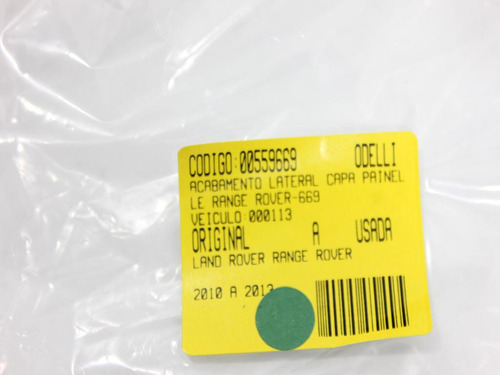 CODIGO:00559669 ODELLI
ACABAMENTO LATERAL CAPA PAINEL
LE RANGE ROVER-669
VEICULO:000113
ORIGINAL A USADA
LAND ROVER RANGE ROVER
2010 A 2013